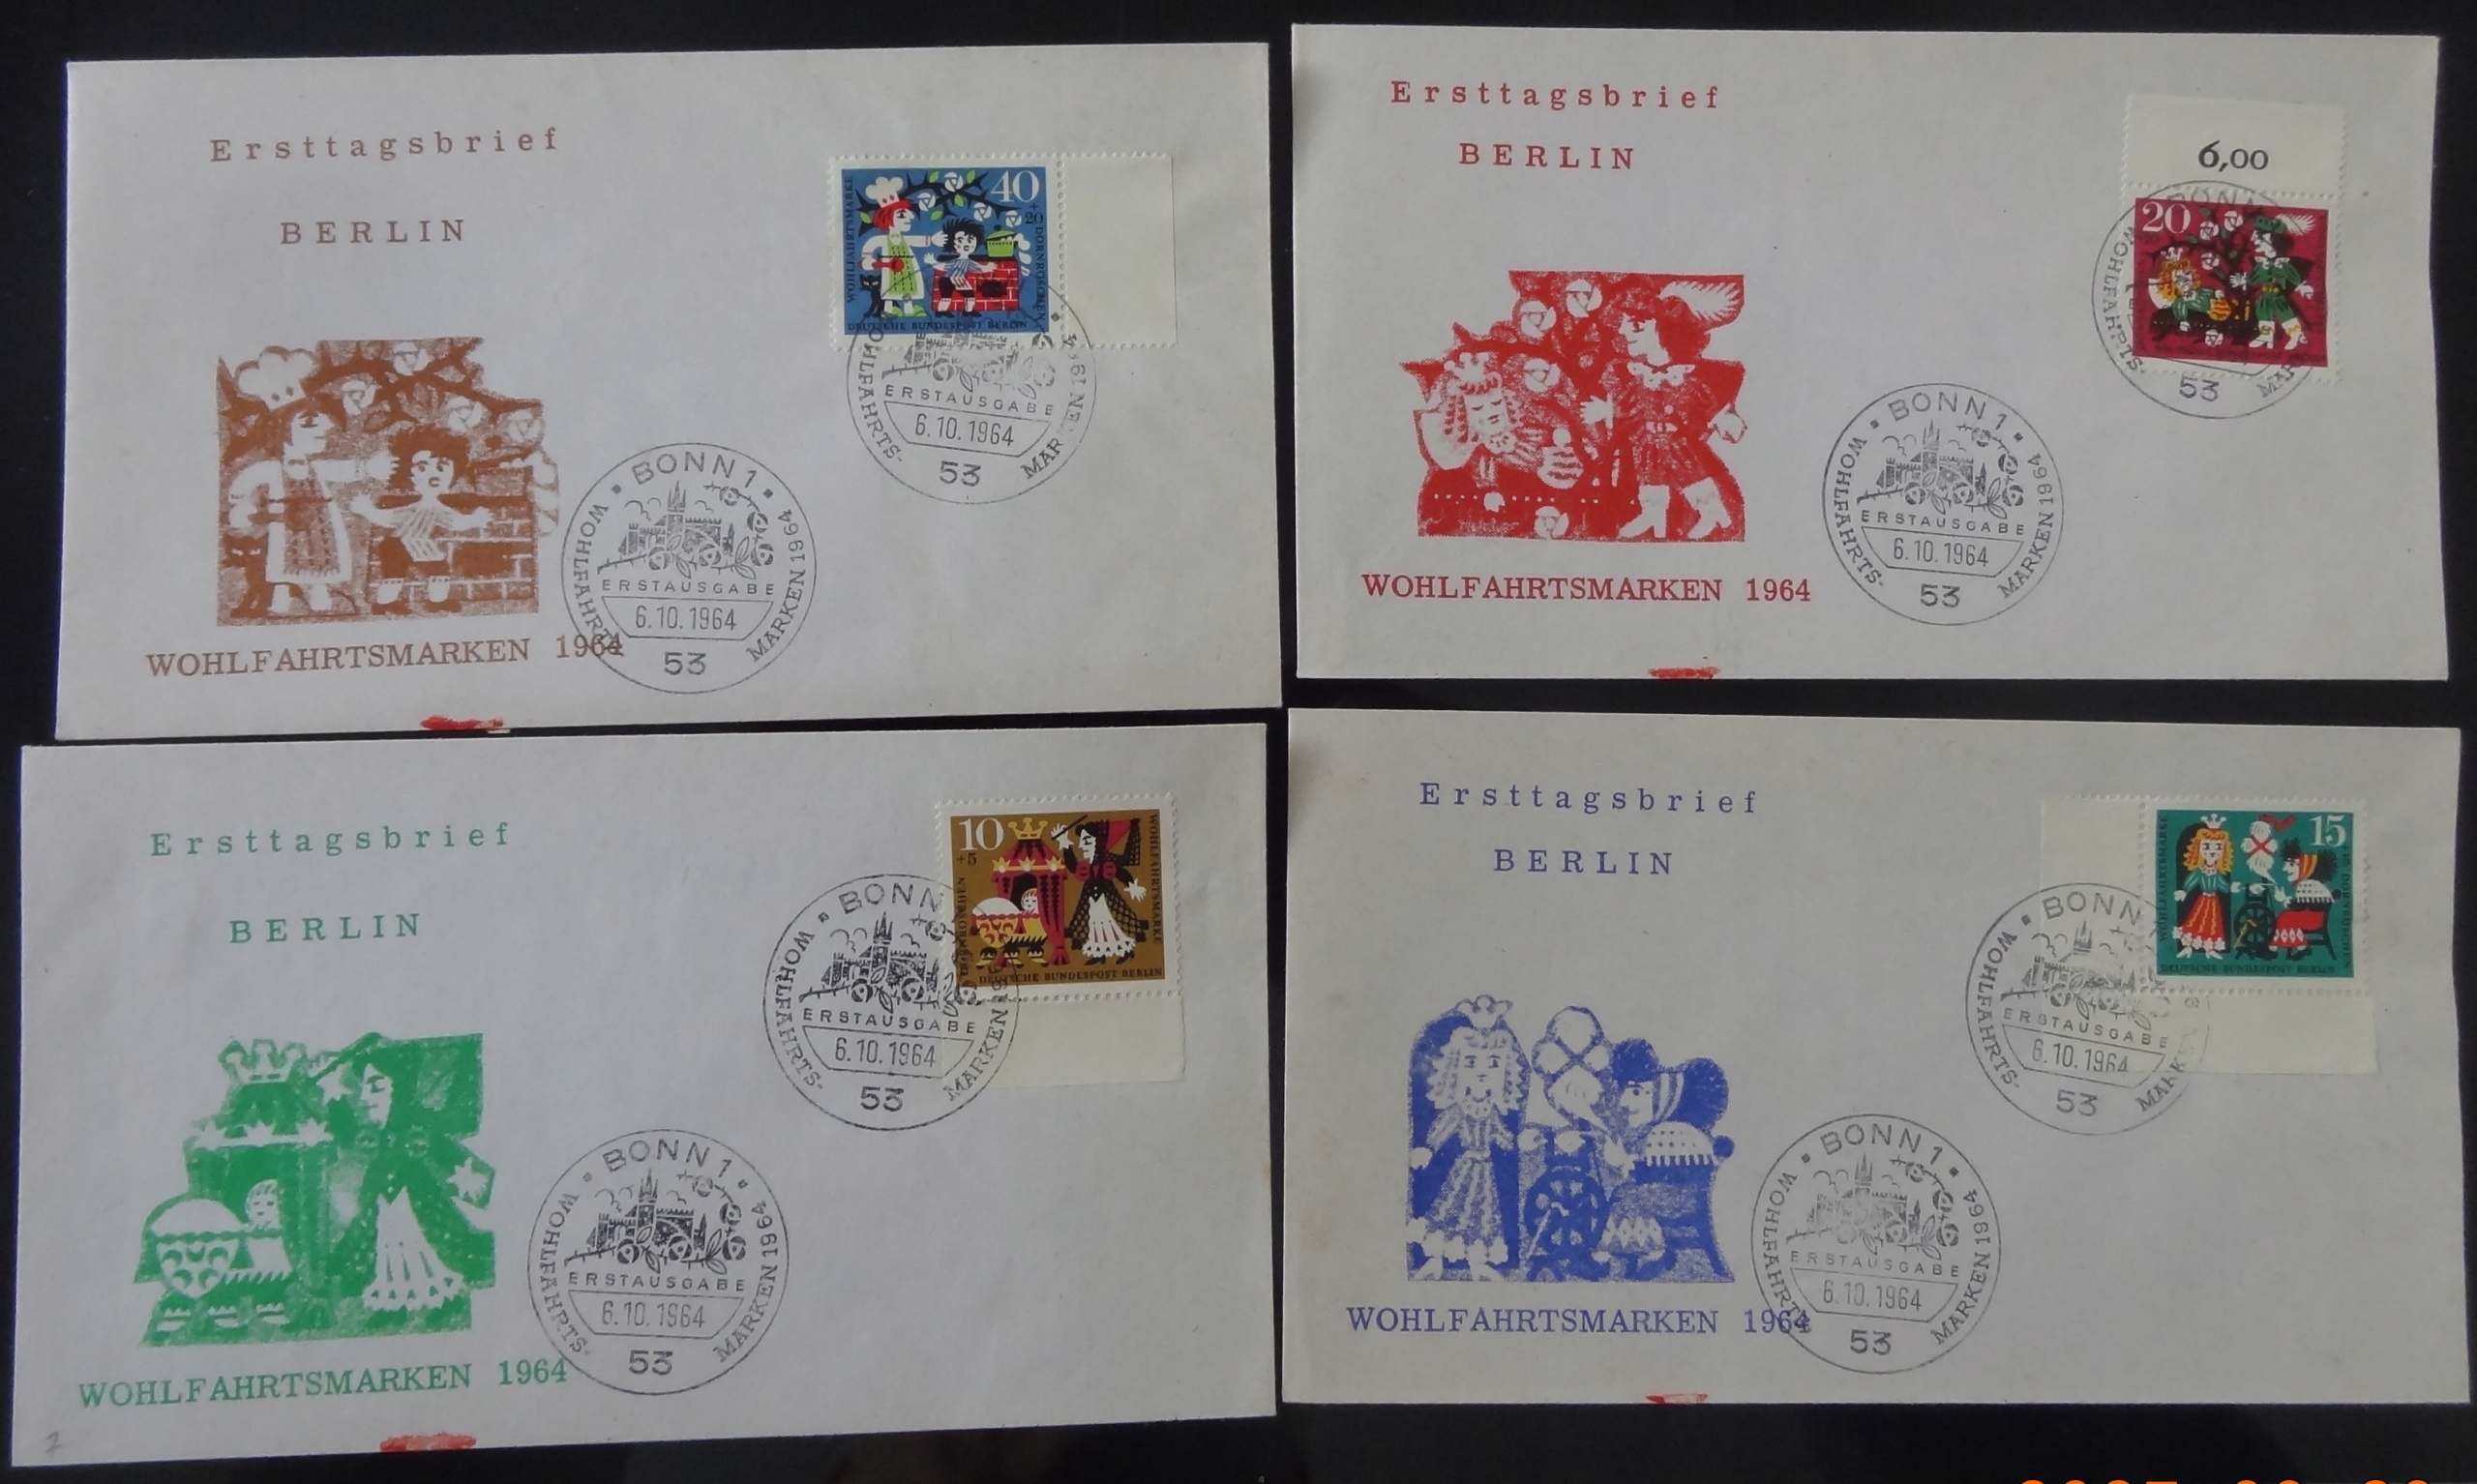 Ersttagsbrief
BERLIN
40
+
20
WOHLFAHRTSMARKE
DORNRÖSCHEN
DEUTSCHE BUNDESPOST BERLIN
ERSTAUSGABE
6.10.1964
53
WOHLFAHRTS-
BONN 1
WOHLFAHRTS- MARKEN 1964
ERSTAUSGABE
6.10.1964
53
WOHLFAHRTSMARKEN 1964
Ersttagsbrief
BERLIN
6,00
20
BONN
WOHLFAHRTS-
53
BONN 1
WOHLFAHRTS- MARKEN 1964
ERSTAUSGABE
6.10.1964
53
WOHLFAHRTSMARKEN 1964
Ersttagsbrief
BERLIN
10
+5
DORNRÖSCHEN
WOHLFAHRTSMARKE
DEUTSCHE BUNDESPOST BERLIN
BONN
WOHLFAHRTS- MARKEN
ERSTAUSGABE
6.10.1964
53
BONN 1
WOHLFAHRTS- MARKEN 1964
ERSTAUSGABE
6.10.1964
53
WOHLFAHRTSMARKEN 1964
7
Ersttagsbrief
BERLIN
15
WOHLFAHRTSMARKE
DEUTSCHE BUNDESPOST BERLIN
BONN
WOHLFAHRTS-
ERSTAUSGABE
6.10.1964
53
BONN 1
WOHLFAHRTS- MARKEN 1964
ERSTAUSGABE
6.10.1964
53
WOHLFAHRTSMARKEN 1964